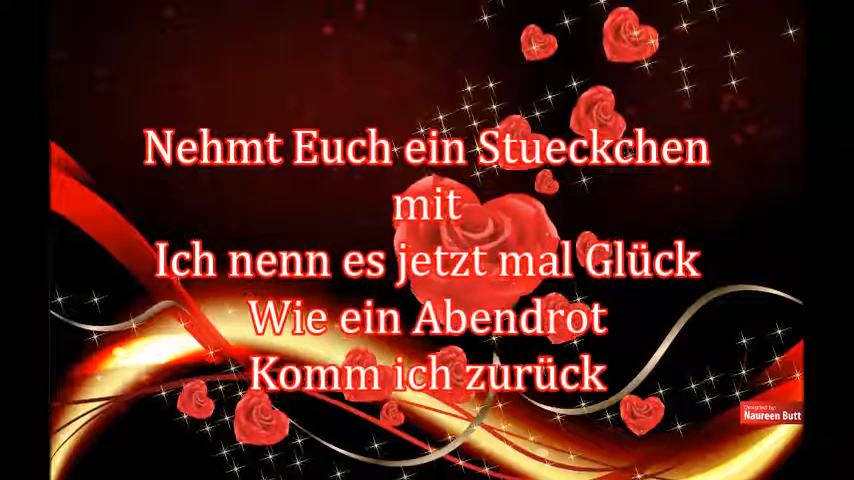 Nehmt Euch ein Stueckchen
mit
Ich nenn es jetzt mal Glück
Wie ein Abendrot
Komm ich zurück
Designed by:
Naureen Butt